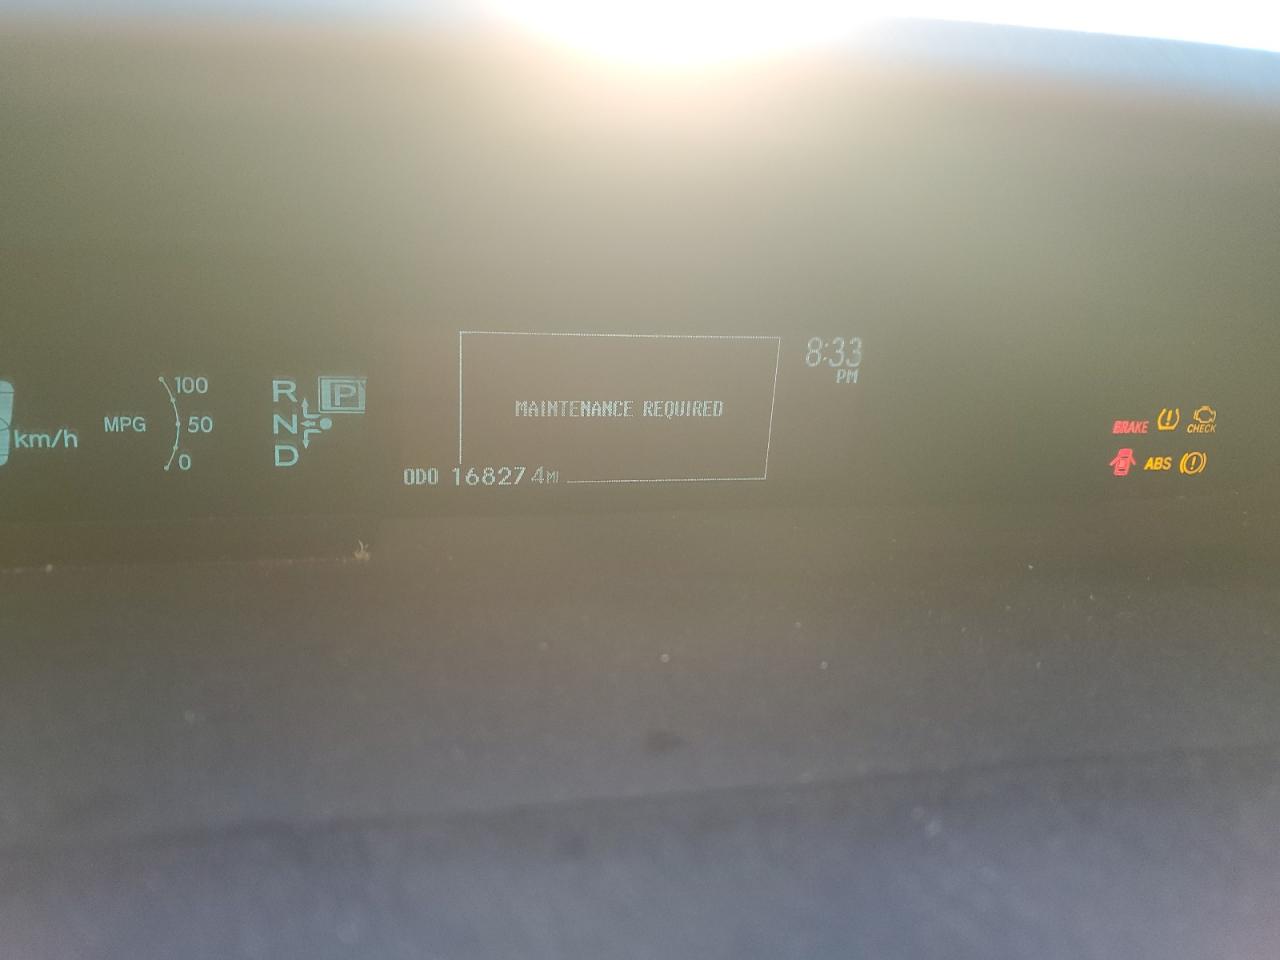 100
MPG
50
0
km/h
R
P
N
D
MAINTENANCE REQUIRED
ODO 168274MI
8:33
PM
BRAKE
CHECK
ABS